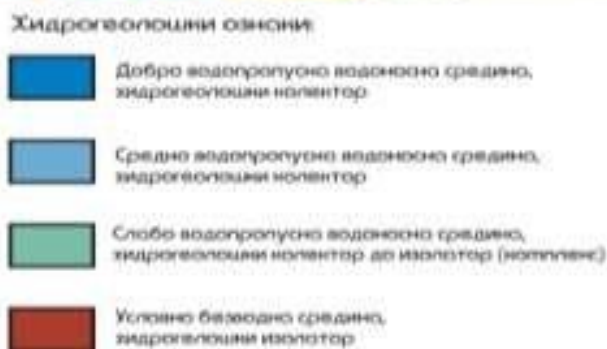 Хидрогеолошки ознаки:
Добро водопропусна водоносна средина,
хидрогеолошки колектор
Средно водопропусна водоносна средина,
хидрогеолошки колектор
Слабо водопропусна водоносна средина,
хидрогеолошки колектор до изолатор (комплекс)
Условно безводна средина,
хидрогелошки изолатор